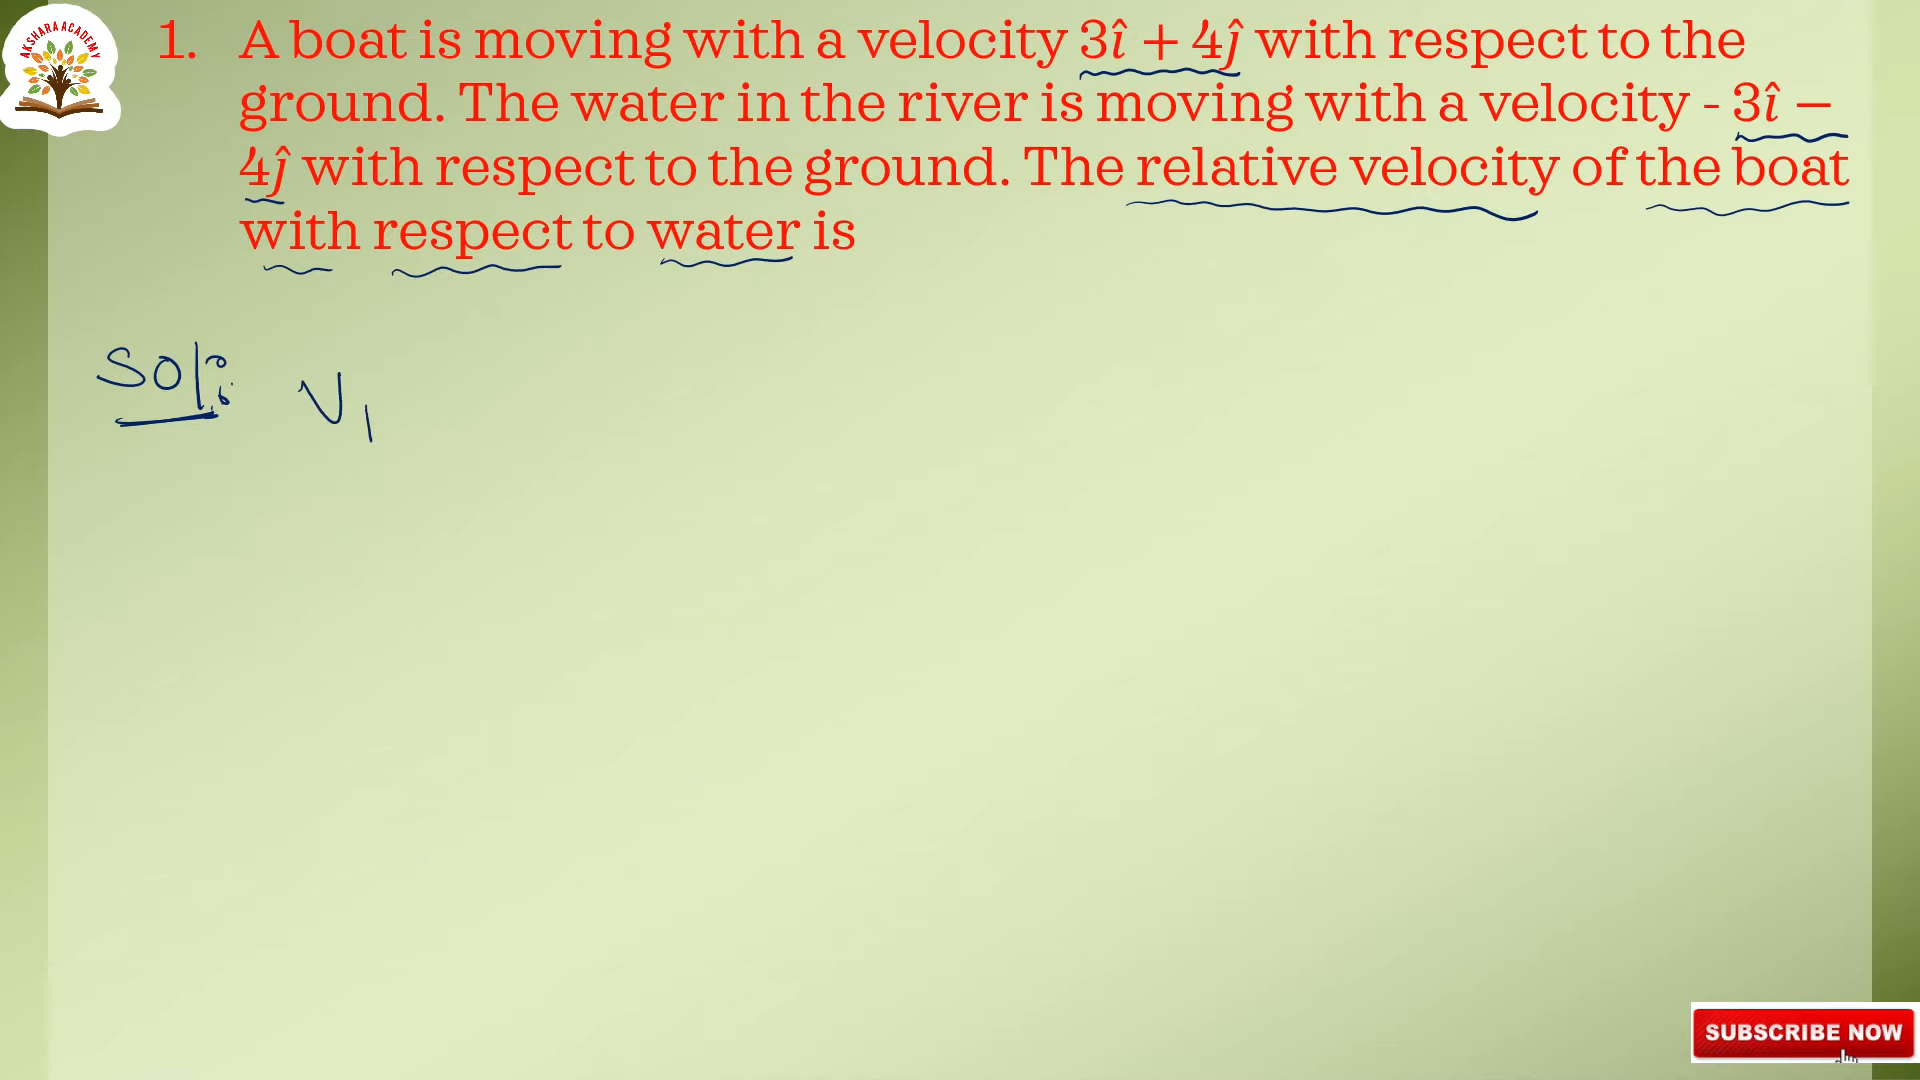 AKSHARA ACADEMY
1. A boat is moving with a velocity 3î + 4ĵ with respect to the
ground. The water in the river is moving with a velocity - 3î −
4ĵ with respect to the ground. The relative velocity of the boat
with respect to water is
Sol
V1
SUBSCRIBE NOW